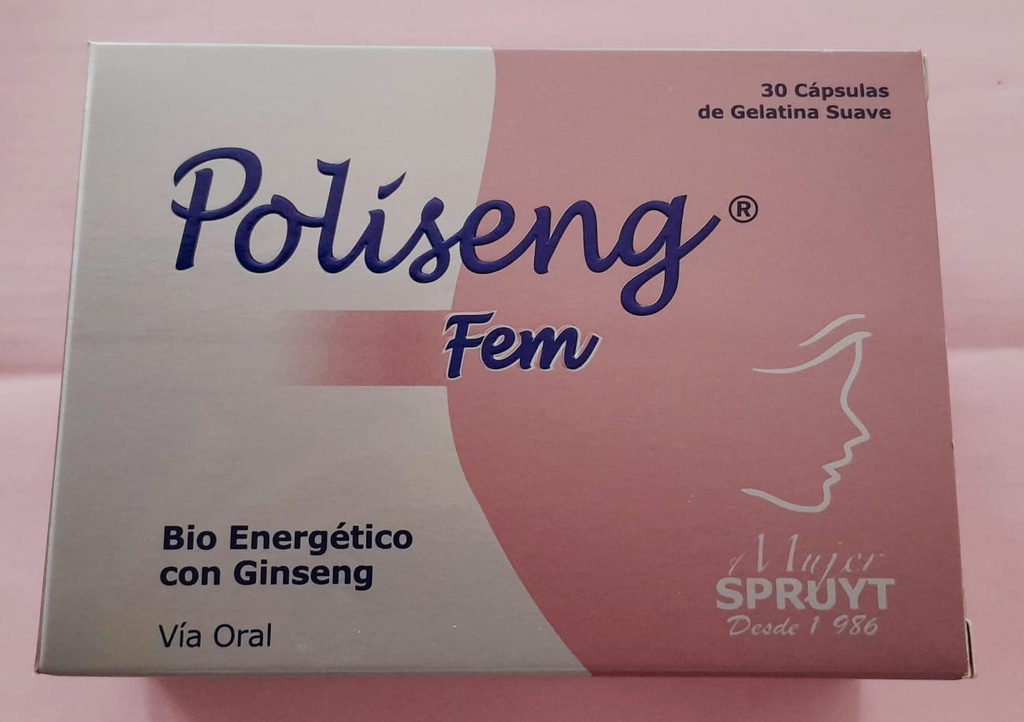 30 Cápsulas
de Gelatina Suave
Políseng®
Fem
Bio Energético
con Ginseng
Vía Oral
Mujer
SPRUYT
Desde 1 986